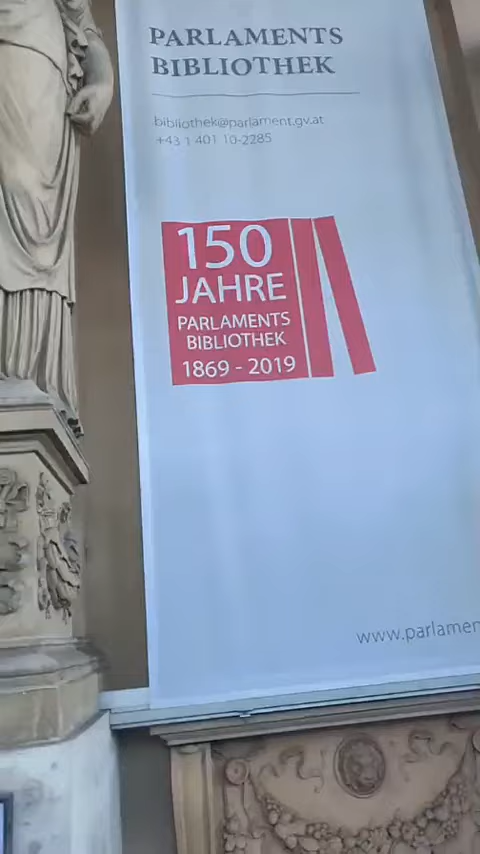 PARLAMENTS
BIBLIOTHEK
bibliothek@parlament.gv.at
+43 1 401 10-2285
150
JAHRE
PARLAMENTS
BIBLIOTHEK
1869 - 2019
www.parlamen